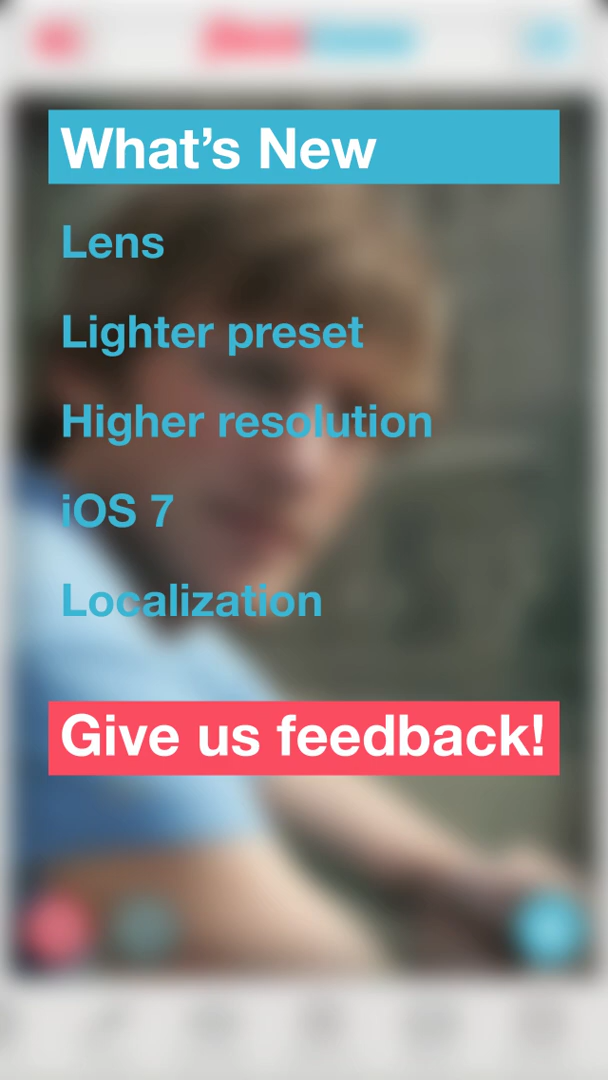 What’s New
Lens
Lighter preset
Higher resolution
iOS 7
Localization
Give us feedback!